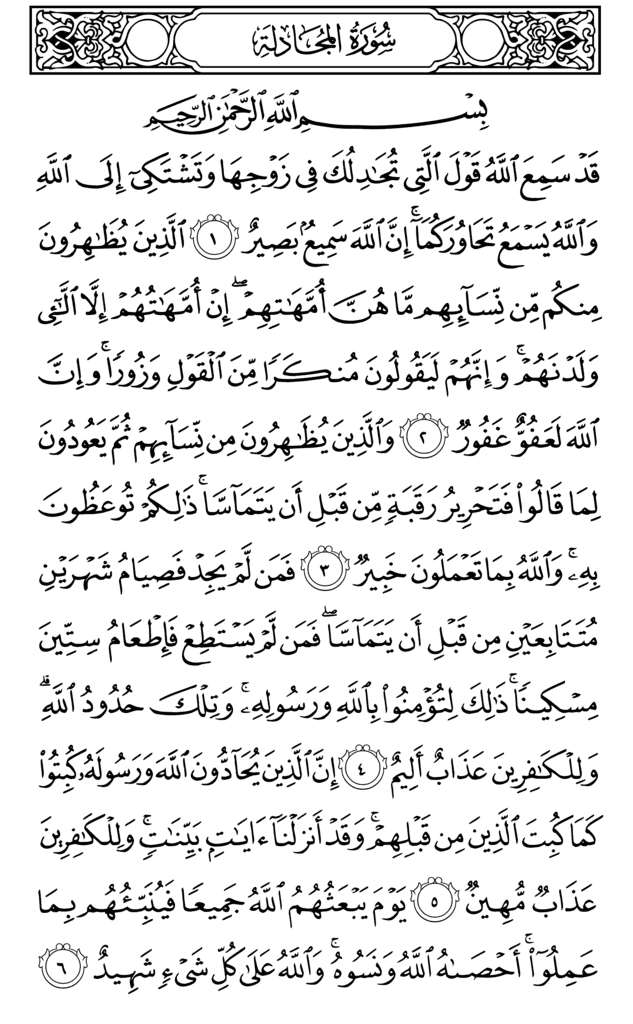 سُورَةُ المُجَادلة
بِسْمِ ٱللَّهِ ٱلرَّحْمَٰنِ ٱلرَّحِيمِ
قَدْ سَمِعَ ٱللَّهُ قَوْلَ ٱلَّتِي تُجَٰدِلُكَ فِي زَوْجِهَا وَتَشْتَكِيٓ إِلَى ٱللَّهِ
وَٱللَّهُ يَسْمَعُ تَحَاوُرَكُمَآۚ إِنَّ ٱللَّهَ سَمِيعُۢ بَصِيرٌ ١ ٱلَّذِينَ يُظَٰهِرُونَ
مِنكُم مِّن نِّسَآئِهِم مَّا هُنَّ أُمَّهَٰتِهِمْۖ إِنْ أُمَّهَٰتُهُمْ إِلَّا ٱلَّٰٓـِٔي
وَلَدْنَهُمْۚ وَإِنَّهُمْ لَيَقُولُونَ مُنكَرًا مِّنَ ٱلْقَوْلِ وَزُورًاۚ وَإِنَّ
ٱللَّهَ لَعَفُوٌّ غَفُورٌ ٢ وَٱلَّذِينَ يُظَٰهِرُونَ مِن نِّسَآئِهِمْ ثُمَّ يَعُودُونَ
لِمَا قَالُوا۟ فَتَحْرِيرُ رَقَبَةٍ مِّن قَبْلِ أَن يَتَمَآسَّاۚ ذَٰلِكُمْ تُوعَظُونَ
بِهِۦۚ وَٱللَّهُ بِمَا تَعْمَلُونَ خَبِيرٌ ٣ فَمَن لَّمْ يَجِدْ فَصِيَامُ شَهْرَيْنِ
مُتَتَابِعَيْنِ مِن قَبْلِ أَن يَتَمَآسَّاۖ فَمَن لَّمْ يَسْتَطِعْ فَإِطْعَامُ سِتِّينَ
مِسْكِينًاۚ ذَٰلِكَ لِتُؤْمِنُوا۟ بِٱللَّهِ وَرَسُولِهِۦۚ وَتِلْكَ حُدُودُ ٱللَّهِۗ
وَلِلْكَٰفِرِينَ عَذَابٌ أَلِيمٌ ٤ إِنَّ ٱلَّذِينَ يُحَآدُّونَ ٱللَّهَ وَرَسُولَهُۥ كُبِتُوا۟
كَمَا كُبِتَ ٱلَّذِينَ مِن قَبْلِهِمْۚ وَقَدْ أَنزَلْنَآ ءَايَٰتٍۭ بَيِّنَٰتٍۚ وَلِلْكَٰفِرِينَ
عَذَابٌ مُّهِينٌ ٥ يَوْمَ يَبْعَثُهُمُ ٱللَّهُ جَمِيعًا فَيُنَبِّئُهُم بِمَا
عَمِلُوٓا۟ۚ أَحْصَىٰهُ ٱللَّهُ وَنَسُوهُۚ وَٱللَّهُ عَلَىٰ كُلِّ شَيْءٍ شَهِيدٌ ٦